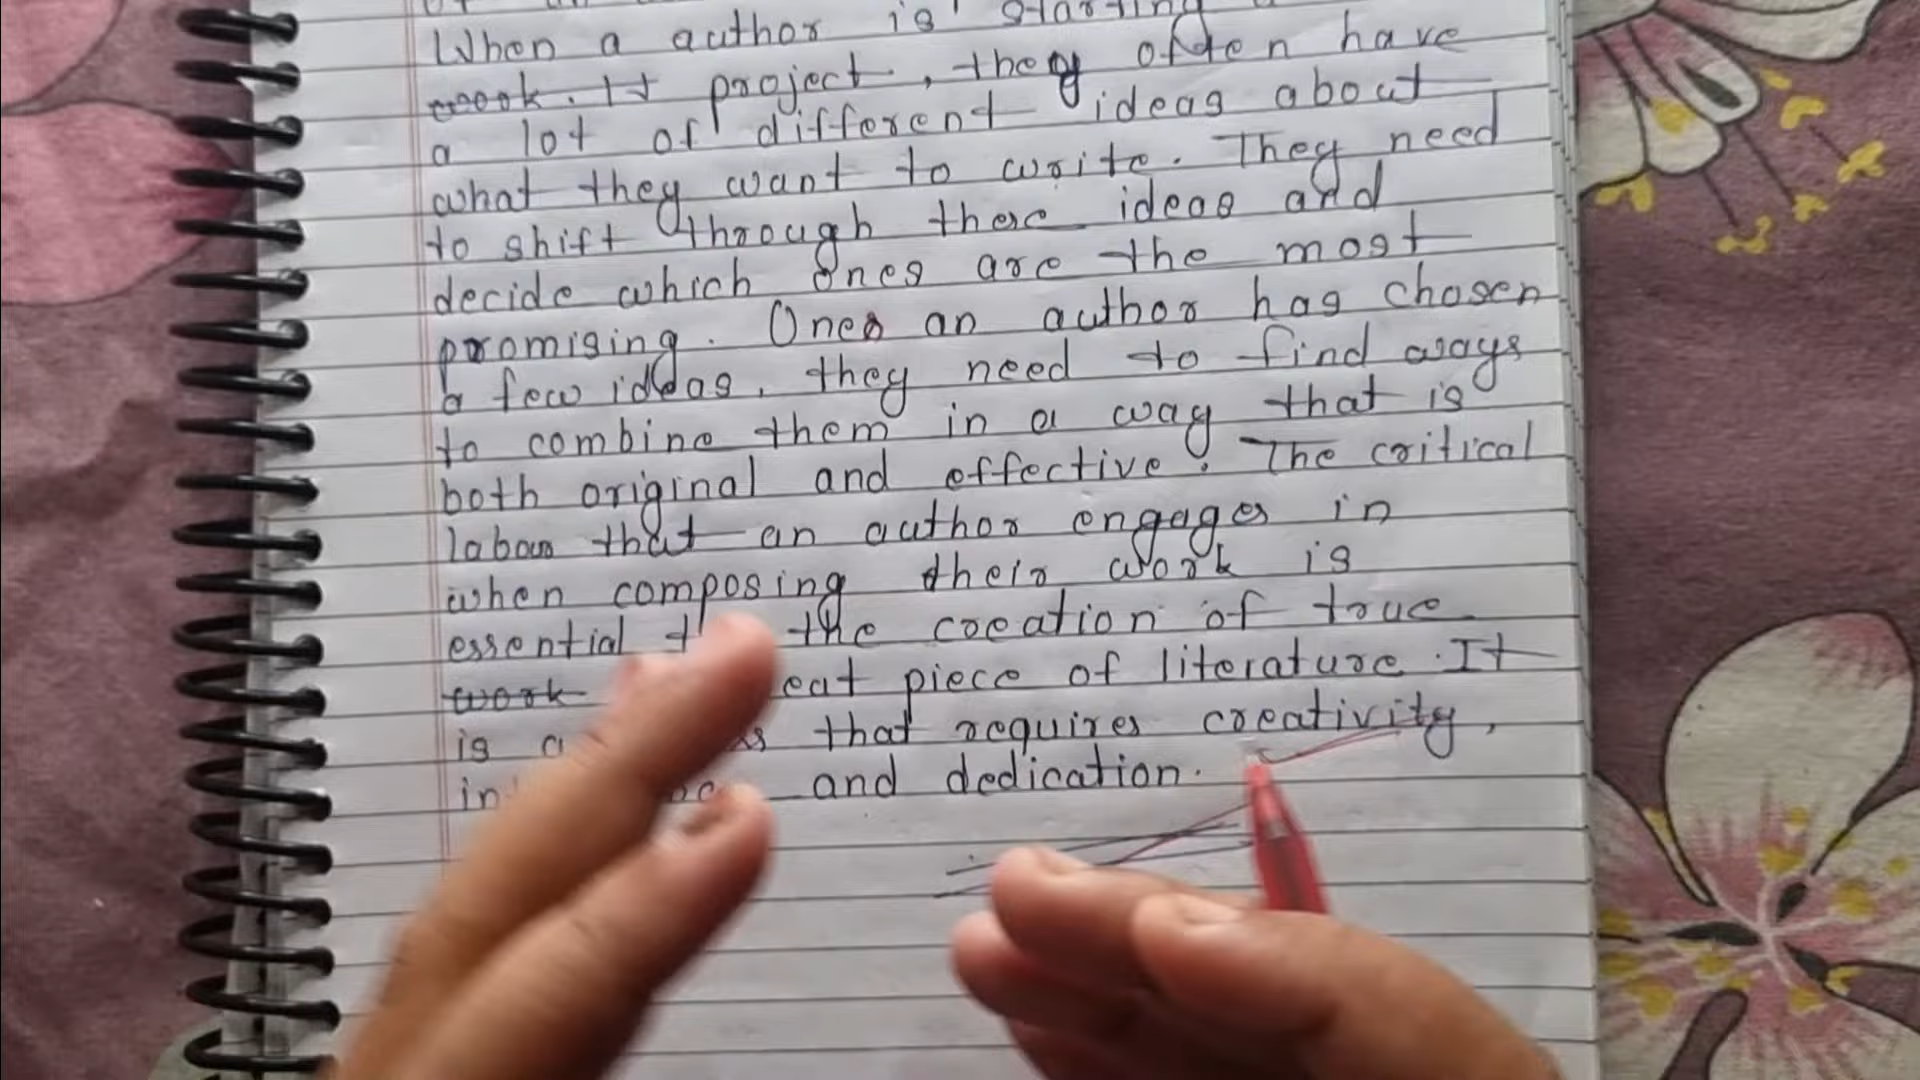 When a author is starting a
work. It project, they often have
a lot of different ideas about
what they want to write. They need
to shift through these ideas and
decide which ones are the most
promising. Ones an author has chosen
a few ideas, they need to find ways
to combine them in a way that is
both original and effective. The critical
labour that an author engages in
when composing their work is
essential the creation of true
work piece of literature. It
is that requires creativity,
and dedication.